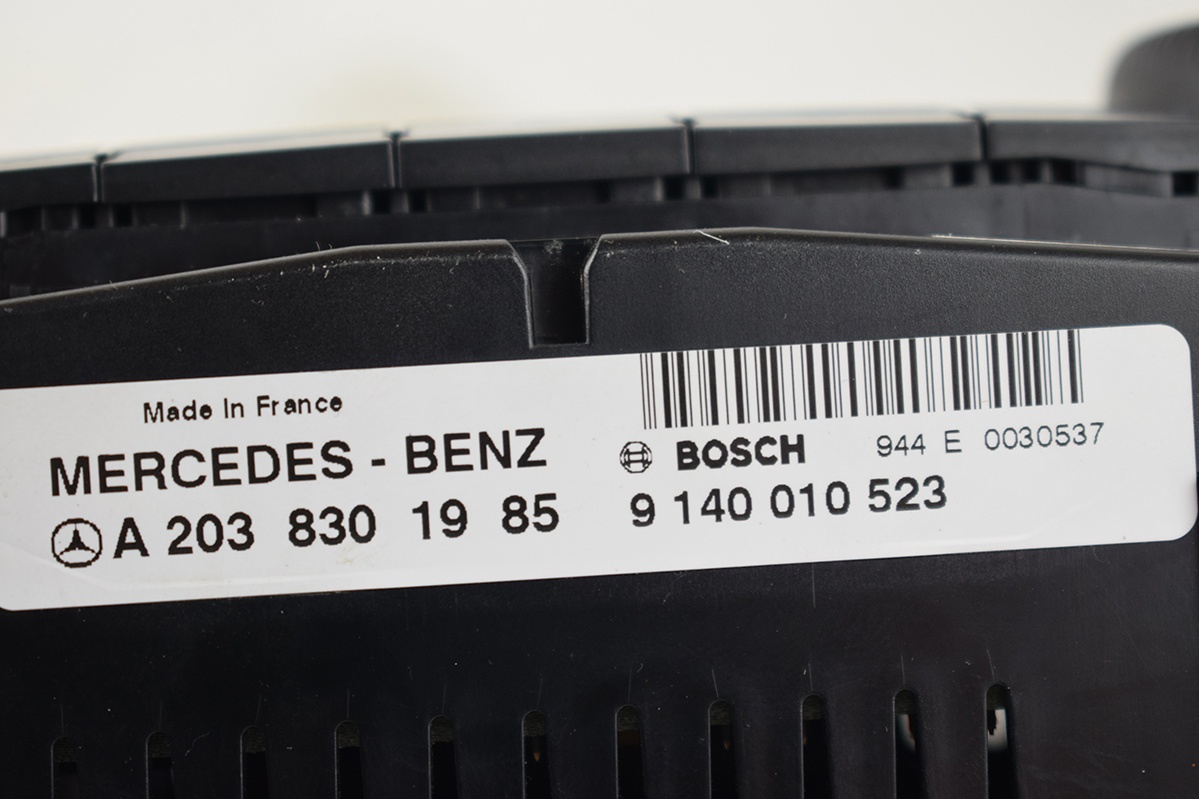 Made In France
MERCEDES - BENZ
A 203 830 19 85
BOSCH 944 E 0030537
9 140 010 523